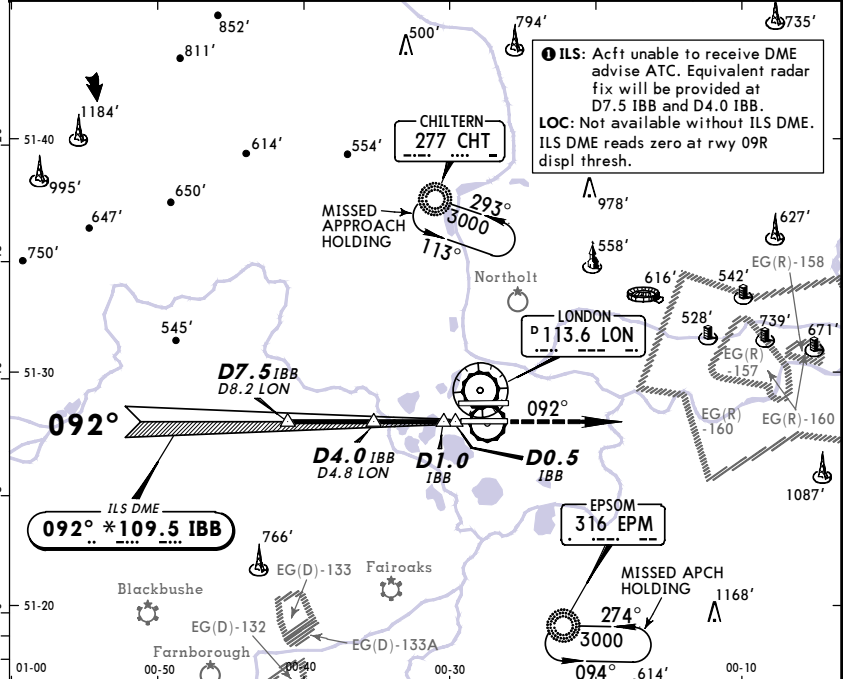 852’
500’
794’
735’
811’
❶ ILS: Acft unable to receive DME
advise ATC. Equivalent radar
fix will be provided at
D7.5 IBB and D4.0 IBB.
LOC: Not available without ILS DME.
ILS DME reads zero at rwy 09R
displ thresh.
1184’
51-40
CHILTERN
277 CHT
614’
554’
995’
650’
647’
978’
MISSED
APPROACH
HOLDING
293°
3000
113°
627’
558’
750’
EG(R)-158
Northolt
616’
542’
LONDON
D 113.6 LON
528’
739’
671’
545’
EG(R)
-157
51-30
D7.5 IBB
D8.2 LON
092°
092°
EG(R)
-160
EG(R)-160
D4.0 IBB
D4.8 LON
D1.0
IBB
D0.5
IBB
1087’
ILS DME
092° *109.5 IBB
EPSOM
316 EPM
766’
EG(D)-133
Fairoaks
MISSED APCH
HOLDING
Blackbushe
1168’
51-20
274°
3000
094°
EG(D)-132
EG(D)-133A
Farnborough
614’
01-00
00-50
00-40
00-30
00-10